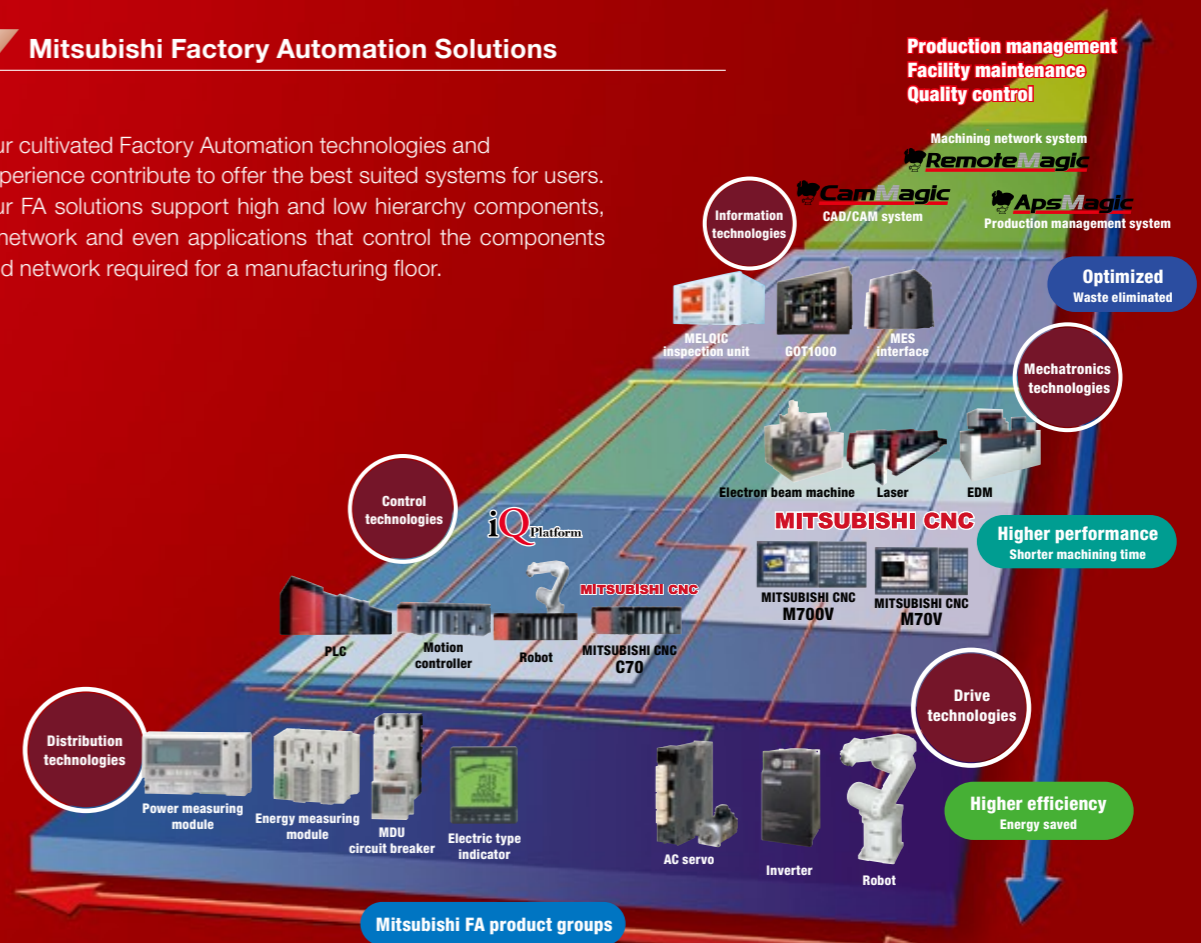 Mitsubishi Factory Automation Solutions
ur cultivated Factory Automation technologies and
perience contribute to offer the best suited systems for users.
ur FA solutions support high and low hierarchy components,
network and even applications that control the components
d network required for a manufacturing floor.
Production management
Facility maintenance
Quality control
Machining network system
RemoteMagic
CamMagic
CAD/CAM system
ApsMagic
Production management system
Information
technologies
Optimized
Waste eliminated
MELQIC
inspection unit
GOT1000
MES
interface
Mechatronics
technologies
Electron beam machine
Laser
EDM
Control
technologies
iQ Platform
MITSUBISHI CNC
Higher performance
Shorter machining time
MITSUBISHI CNC
M700V
MITSUBISHI CNC
M70V
MITSUBISHI CNC
PLC
Motion
controller
Robot
MITSUBISHI CNC
C70
Drive
technologies
Distribution
technologies
Power measuring
module
Energy measuring
module
MDU
circuit breaker
Electric type
indicator
AC servo
Inverter
Robot
Higher efficiency
Energy saved
Mitsubishi FA product groups